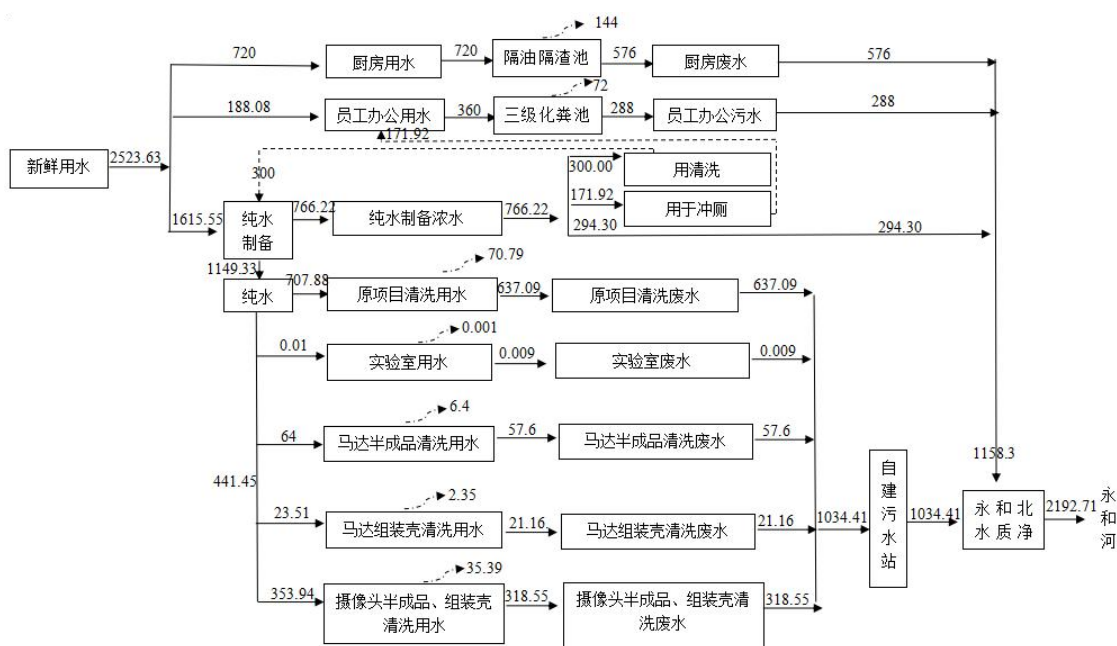 144
720
厨房用水
720
隔油隔渣池
576
厨房废水
576
188.08
员工办公用水
360
三级化粪池
72
288
员工办公污水
288
171.92
新鲜用水
2523.63
300
300.00
用清洗
1615.55
纯水
制备
766.22
纯水制备浓水
766.22
171.92
用于冲厕
294.30
294.30
1149.33
70.79
纯水
707.88
原项目清洗用水
637.09
原项目清洗废水
637.09
0.001
0.01
实验室用水
0.009
实验室废水
0.009
6.4
64
马达半成品清洗用水
57.6
马达半成品清洗废水
57.6
441.45
1158.3
2.35
23.51
马达组装壳清洗用水
21.16
马达组装壳清洗废水
21.16
1034.41
自建污水站
1034.41
永和北
水质净
2192.71
永和河
35.39
353.94
摄像头半成品、组装壳
清洗用水
318.55
摄像头半成品、组装壳清
洗废水
318.55